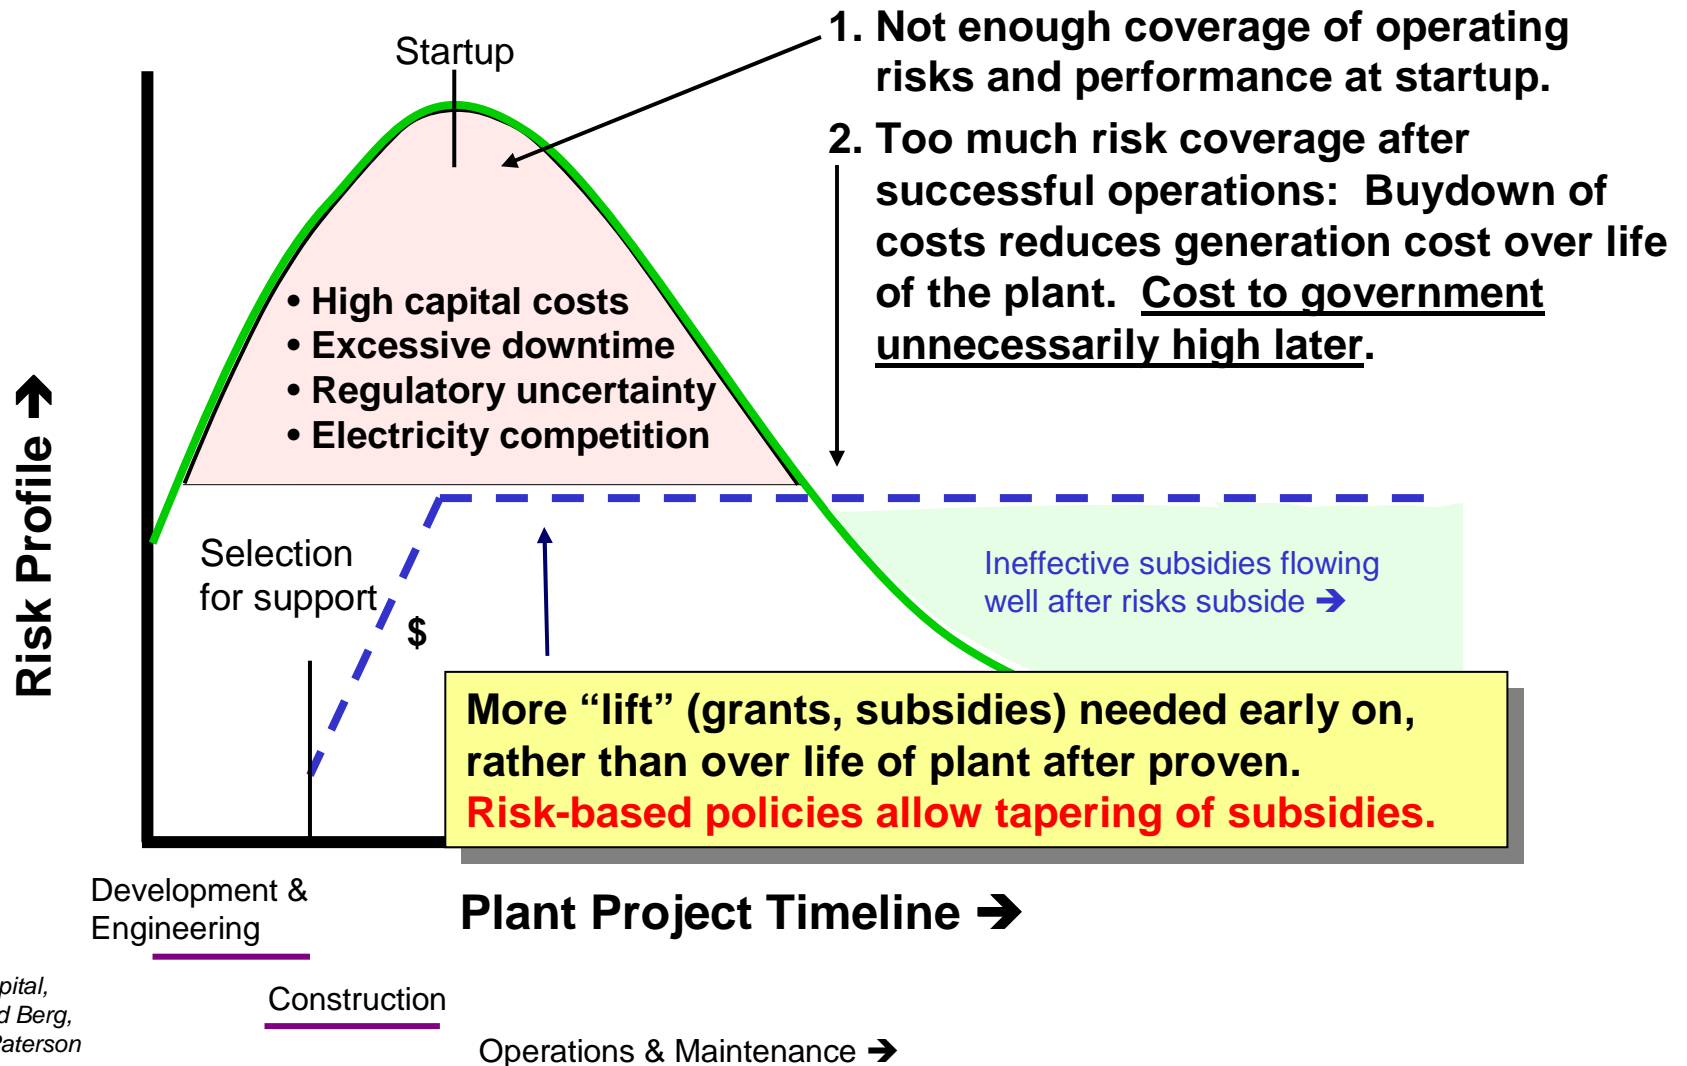 Startup
1. Not enough coverage of operating
risks and performance at startup.
2. Too much risk coverage after
successful operations: Buydown of
costs reduces generation cost over life
of the plant. Cost to government
unnecessarily high later.
• High capital costs
• Excessive downtime
• Regulatory uncertainty
• Electricity competition
Risk Profile ➔
Selection
for support
$
Ineffective subsidies flowing
well after risks subside ➔
More “lift” (grants, subsidies) needed early on,
rather than over life of plant after proven.
Risk-based policies allow tapering of subsidies.
Development &
Engineering
Plant Project Timeline ➔
Construction
Operations & Maintenance ➔
pital,
d Berg,
Paterson